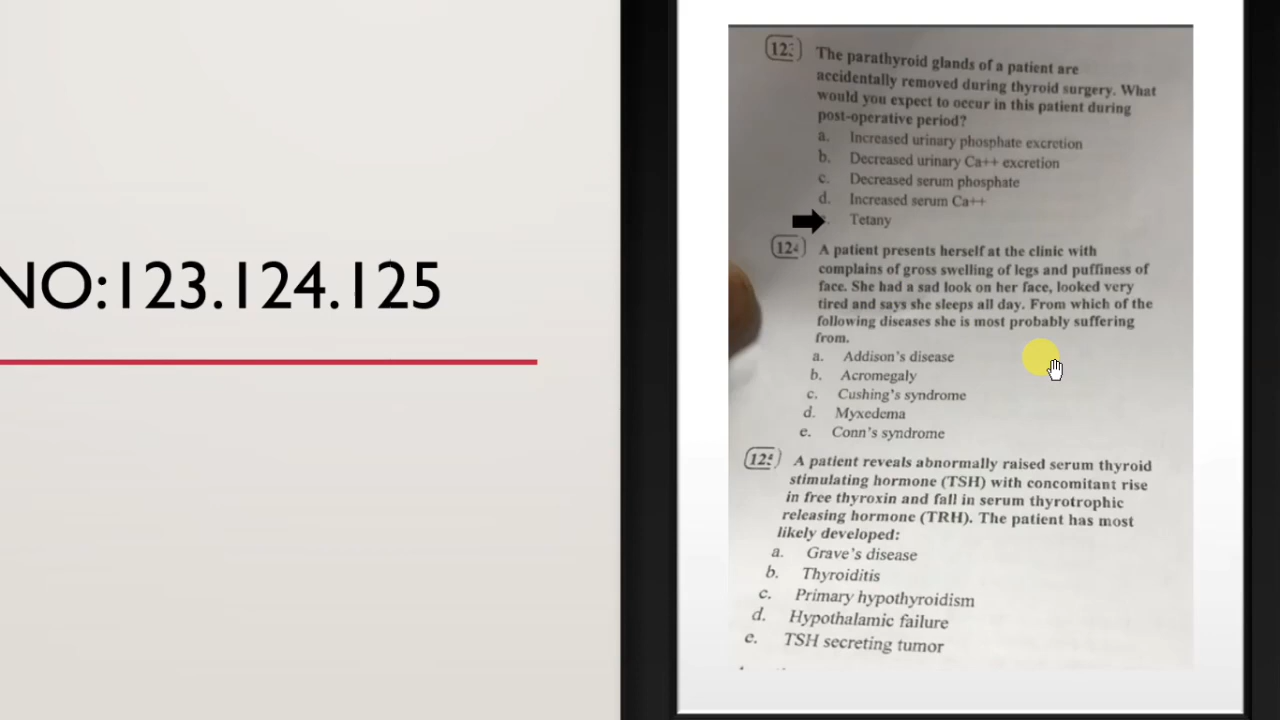 NO:123.124.125
The parathyroid glands of a patient are
accidentally removed during thyroid surgery. What
would you expect to occur in this patient during
post-operative period?
a. Increased urinary phosphate excretion
b. Decreased urinary Ca++ excretion
c. Decreased serum phosphate
d. Increased serum Ca++
Tetany
A patient presents herself at the clinic with
complains of gross swelling of legs and puffiness of
face. She had a sad look on her face, looked very
tired and says she sleeps all day. From which of the
following diseases she is most probably suffering
from.
a. Addison's disease
b. Acromegaly
c. Cushing's syndrome
d. Myxedema
e. Conn's syndrome
A patient reveals abnormally raised serum thyroid
stimulating hormone (TSH) with concomitant rise
in free thyroxin and fall in serum thyrotrophic
releasing hormone (TRH). The patient has most
likely developed:
a. Grave's disease
b. Thyroiditis
c. Primary hypothyroidism
d. Hypothalamic failure
e. TSH secreting tumor